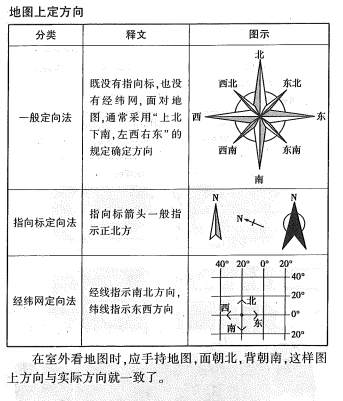 地图上定方向
分类 释文 图示
一般定向法
既没有指向标,也没
有经纬网,面对地
图,通常采用“上北
下南,左西右东”的
规定确定方向
北
西北 东北
西 东
西南 东南
南
指向标定向法
指向标箭头一般指
示正北方
N N N
经纬网定向法
经线指示南北方向,
纬线指示东西方向
40° 20° 0° 20°
40°
20°
北
西 东
0°
南
20°
在室外看地图时,应手持地图,面朝北,背朝南,这样图
上方向与实际方向就一致了。